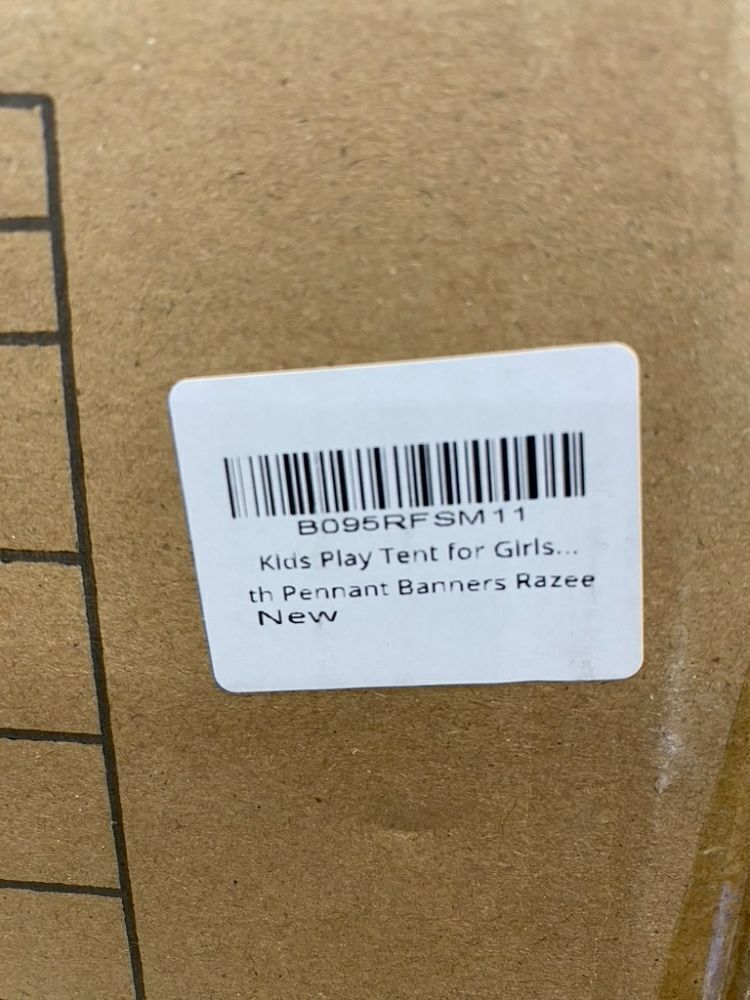 B095RFSM11
Kids Play Tent for Girls...
th Pennant Banners Razee
New